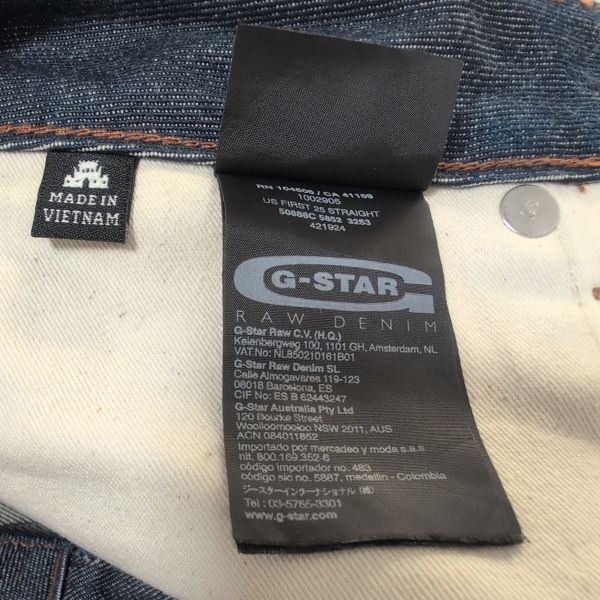 MADE IN
VIETNAM
RN 104606 / CA 41169
1002905
US FIRST 25 STRAIGHT
50886C 5852 3253
421924
G-STAR
RAW DENIM
G-Star Raw C.V. (H.Q.)
Keienbergweg 100, 1101 GH, Amsterdam, NL
VAT.No: NL850210161B01
G-Star Raw Denim SL
Calle Almogavares 119-123
08018 Barcelona, ES
CIF No: ES B 62443247
G-Star Australia Pty Ltd
120 Bourke Street
Woolloomooloo NSW 2011, AUS
ACN 084011852
Importado por mercadeo y moda s.a.s
nit. 800.169.352-6
código importador no. 483
código sic no. 5887, medellin - Colombia
ジースターインターナショナル (株)
Tel : 03-5765-3301
www.g-star.com